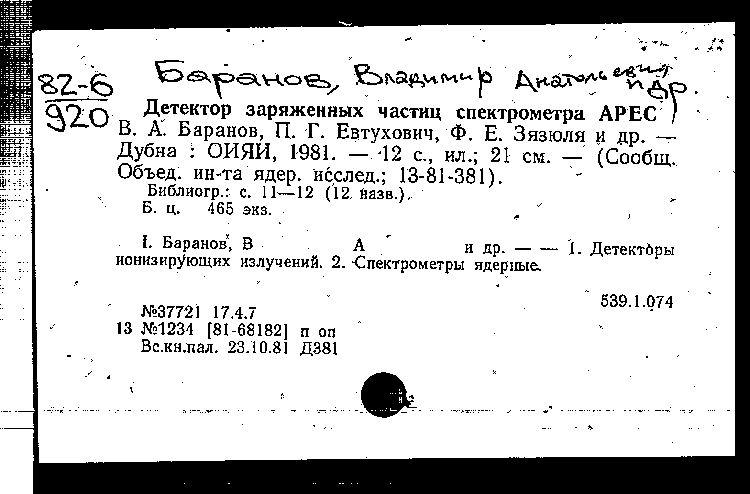 82-6
920
Баранов, Владимир Анатольевич
и др.
Детектор заряженных частиц спектрометра АРЕС /
В. А. Баранов, П. Г. Евтухович, Ф. Е. Зязюля и др. —
Дубна : ОИЯИ, 1981. — 12 с., ил.; 21 см. — (Сообщ.
Объед. ин-та ядер. исслед.; 13-81-381).
Библиогр.: с. 11—12 (12 назв.).
Б. ц. 465 экз.
I. Баранов, В А и др. — — 1. Детекторы
ионизирующих излучений. 2. Спектрометры ядерные.
539.1.074
№37721 17.4.7
13 №1234 [81-68182] п оп
Вс.кн.пал. 23.10.81 Д381